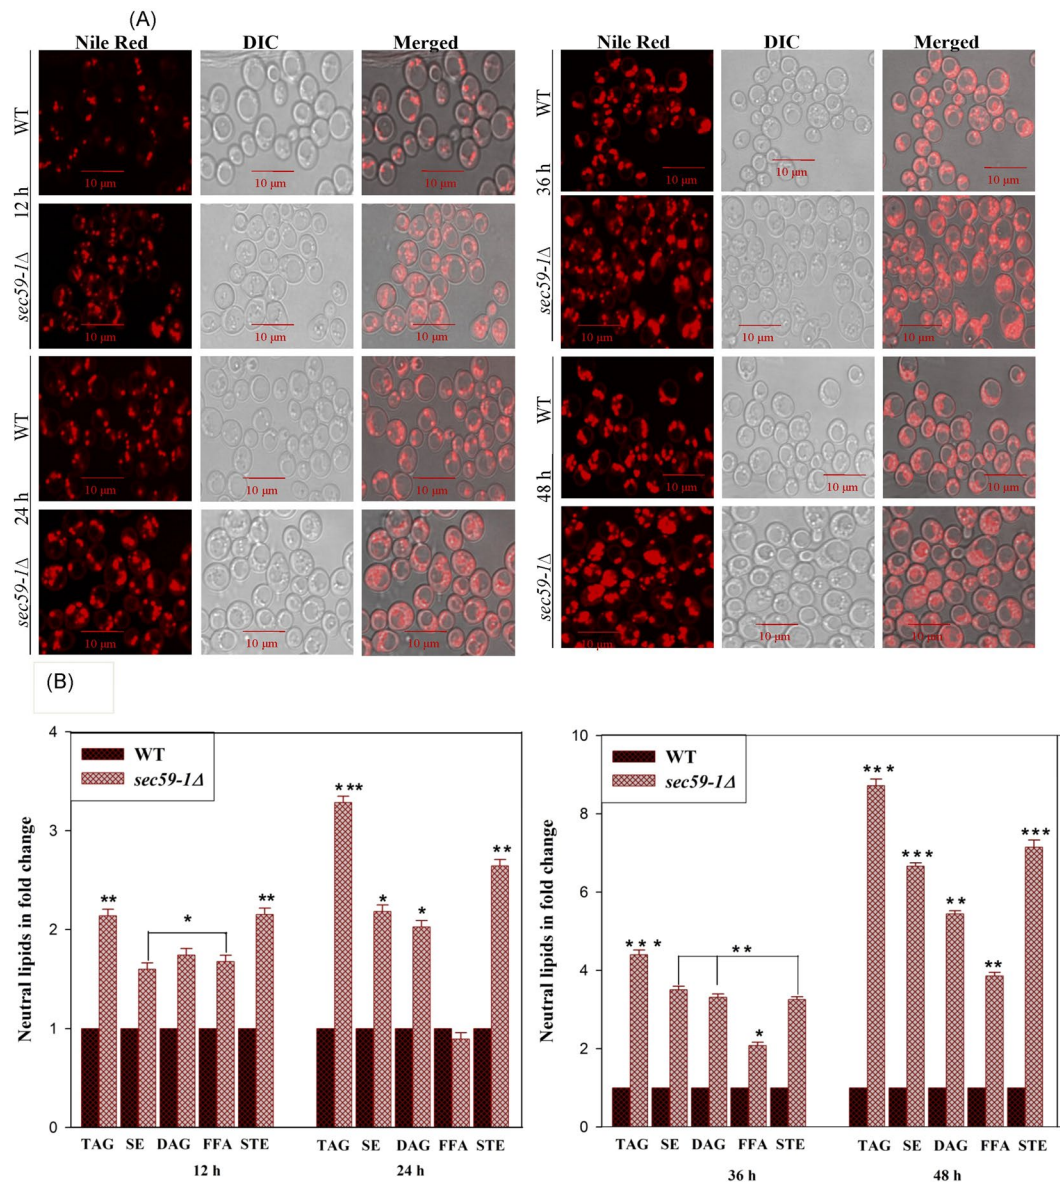 (A)
Nile Red DIC Merged
Nile Red DIC Merged
WT
12 h
10 μm 10 μm 10 μm
sec59-1Δ
10 μm 10 μm 10 μm
WT
24 h
10 μm 10 μm 10 μm
sec59-1Δ
10 μm 10 μm 10 μm
WT
36 h
10 μm 10 μm 10 μm
sec59-1Δ
10 μm 10 μm 10 μm
WT
48 h
10 μm 10 μm 10 μm
sec59-1Δ
10 μm 10 μm 10 μm
(B)
Neutral lipids in fold change
4
3
2
1
0
WT
sec59-1Δ
** * ** *** * * **
TAG SE DAG FFA STE TAG SE DAG FFA STE
12 h 24 h
Neutral lipids in fold change
10
8
6
4
2
0
WT
sec59-1Δ
*** ** * *** *** ** ** ***
TAG SE DAG FFA STE TAG SE DAG FFA STE
36 h 48 h